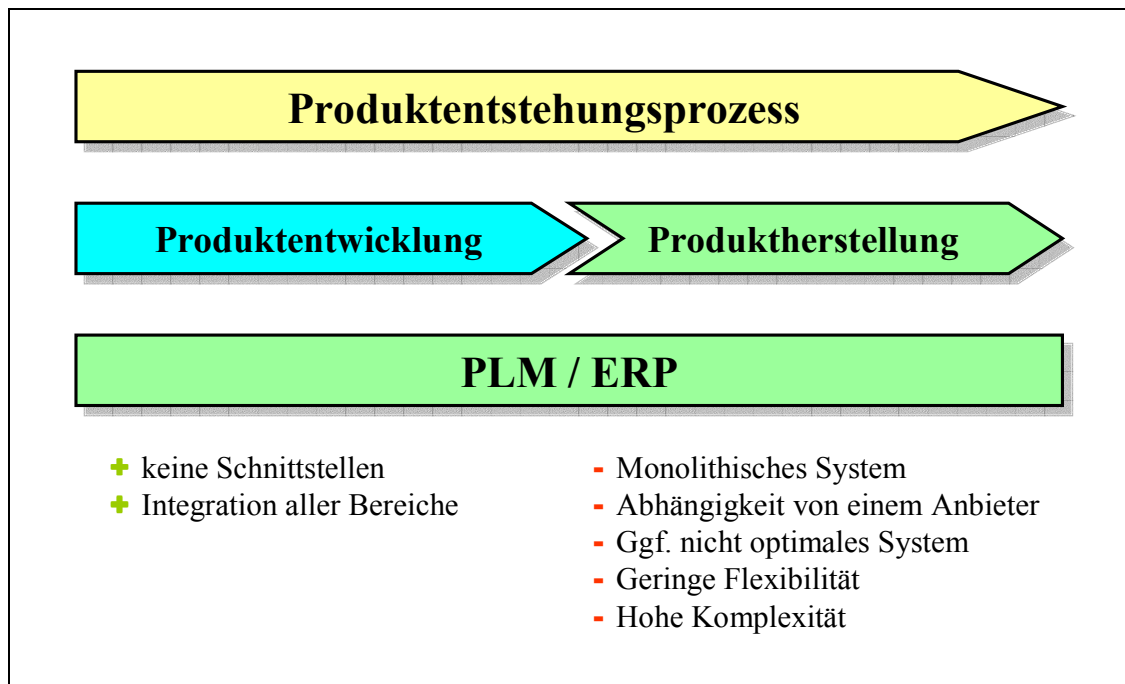 Produktentstehungsprozess
Produktentwicklung
Produktherstellung
PLM / ERP
+ keine Schnittstellen
+ Integration aller Bereiche
- Monolithisches System
- Abhängigkeit von einem Anbieter
- Ggf. nicht optimales System
- Geringe Flexibilität
- Hohe Komplexität